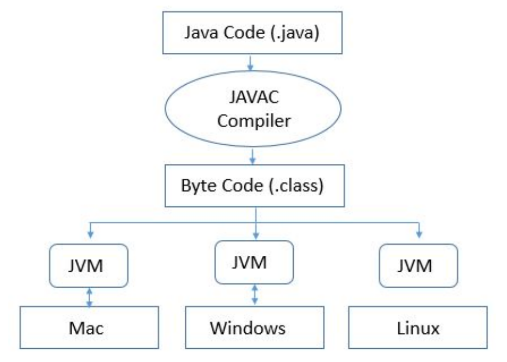 Java Code (.java)
JAVAC
Compiler
Byte Code (.class)
JVM
JVM
JVM
Mac
Windows
Linux